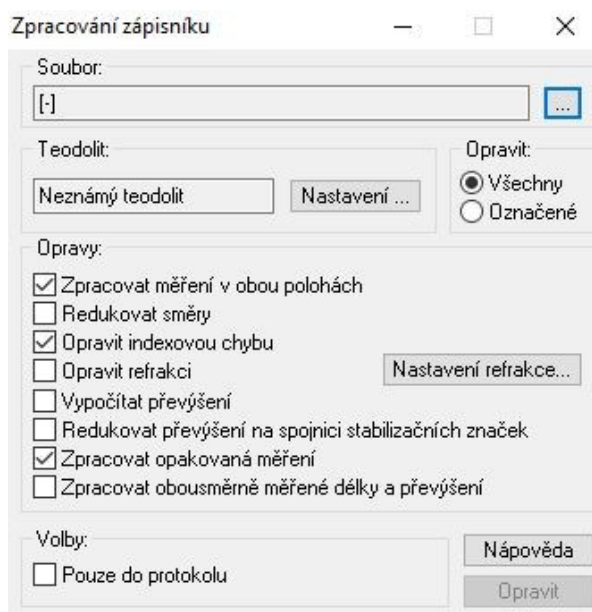 Zpracování zápisníku
Soubor:
[-]
...
Teodolit:
Neznámý teodolit
Nastavení ...
Opravit:
Všechny
Označené
Opravy:
Zpracovat měření v obou polohách
Redukovat směry
Opravit indexovou chybu
Opravit refrakci
Nastavení refrakce...
Vypočítat převýšení
Redukovat převýšení na spojnici stabilizačních značek
Zpracovat opakovaná měření
Zpracovat obousměrně měřené délky a převýšení
Volby:
Pouze do protokolu
Nápověda
Opravit